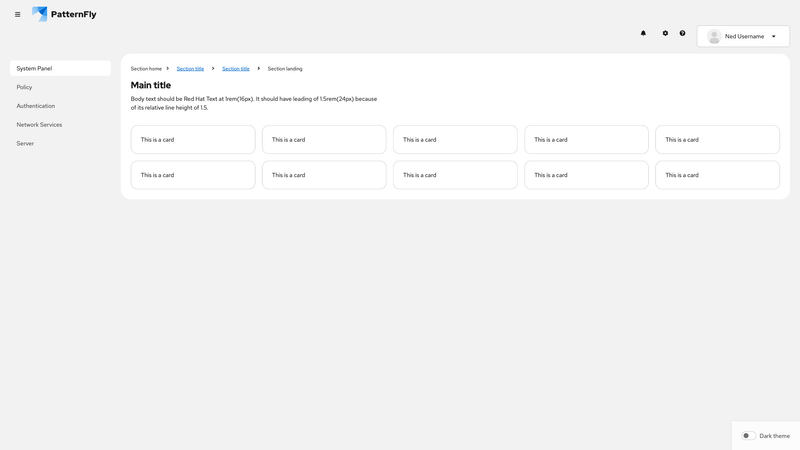 PatternFly
Ned Username
System Panel
Policy
Authentication
Network Services
Server
Section home
Section title
Section title
Section landing
Main title
Body text should be Red Hat Text at 1rem(16px). It should have leading of 1.5rem(24px) because
of its relative line height of 1.5.
This is a card
This is a card
This is a card
This is a card
This is a card
This is a card
This is a card
This is a card
This is a card
This is a card
Dark theme